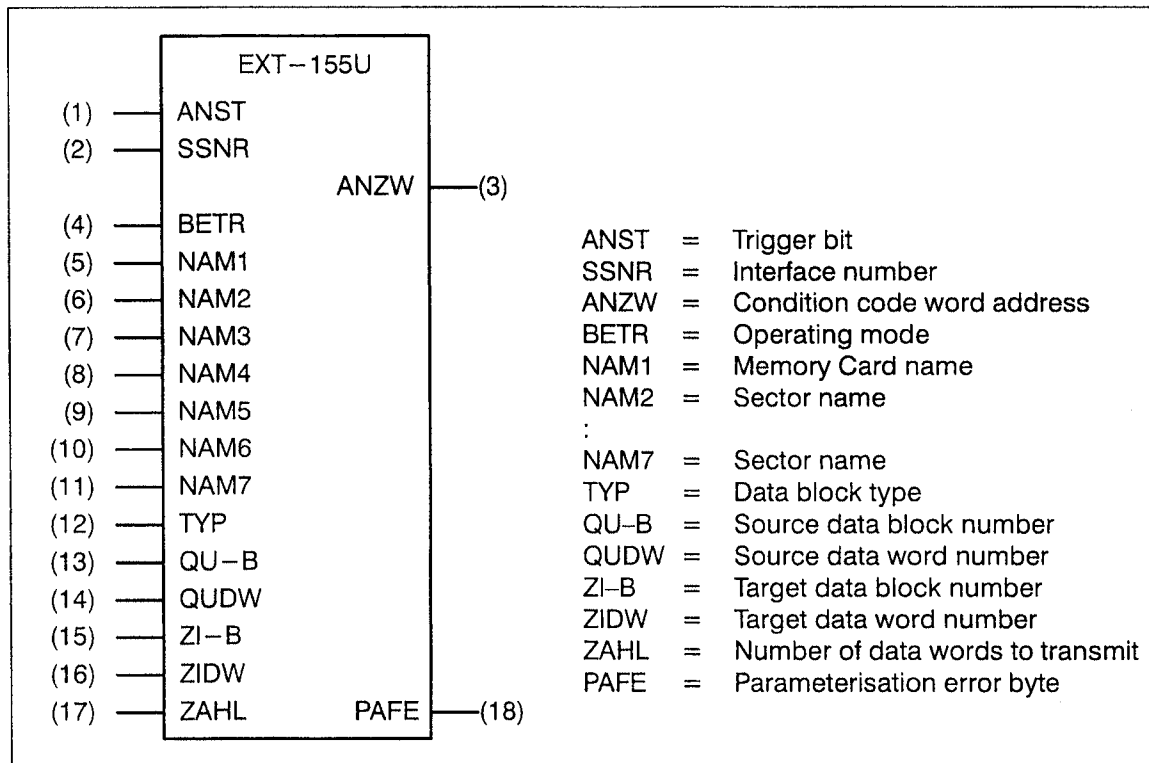 EXT–155U
(1) ANST
(2) SSNR
ANZW (3)
(4) BETR
(5) NAM1
(6) NAM2
(7) NAM3
(8) NAM4
(9) NAM5
(10) NAM6
(11) NAM7
(12) TYP
(13) QU–B
(14) QUDW
(15) ZI–B
(16) ZIDW
(17) ZAHL PAFE (18)
ANST = Trigger bit
SSNR = Interface number
ANZW = Condition code word address
BETR = Operating mode
NAM1 = Memory Card name
NAM2 = Sector name
:
NAM7 = Sector name
TYP = Data block type
QU–B = Source data block number
QUDW = Source data word number
ZI–B = Target data block number
ZIDW = Target data word number
ZAHL = Number of data words to transmit
PAFE = Parameterisation error byte